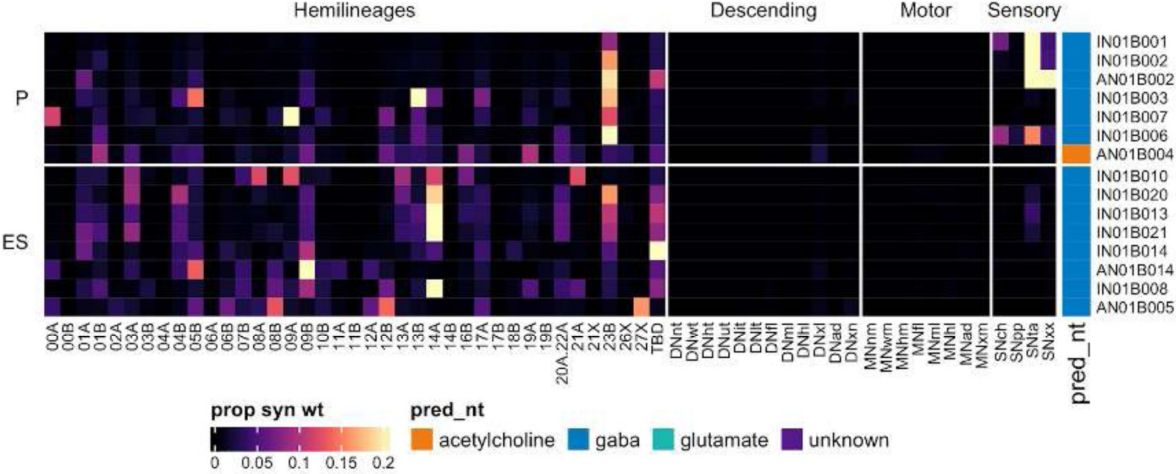 Hemilineages Descending Motor Sensory
P
ES
IN01B001
IN01B002
AN01B002
IN01B003
IN01B007
IN01B006
AN01B004
IN01B010
IN01B020
IN01B013
IN01B021
IN01B014
AN01B014
IN01B008
AN01B005
00A 00B 01A 01B 02A 03A 03B 04A 04B 05B 06A 06B 07B 08A 08B 09A 09B 10B 11A 11B 12A 12B 13A 13B 14A 14B 16B 17A 17B 18B 19A 19B 20A.22A 21A 21X 23B 26X 27X TBD DNnt DNwt DNht DNut DNit DNlt DNfl DNml DNhl DNxl DNad DNxn MNnm MNwm MNhm MNfl MNml MNhl MNad MNxm SNch SNpp SNta SNxx pred_nt
prop syn wt pred_nt
acetylcholine gaba glutamate unknown
0 0.05 0.1 0.15 0.2